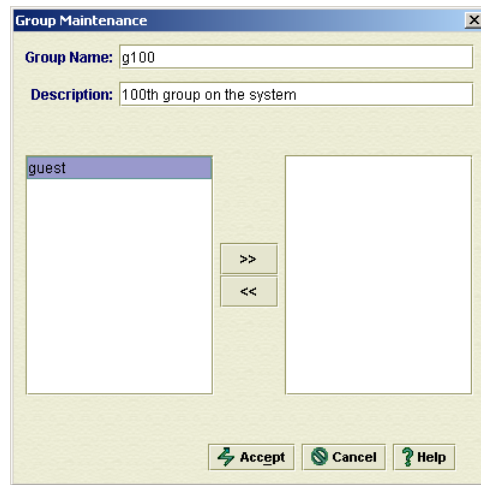 Group Maintenance
Group Name: g100
Description: 100th group on the system
guest
>>
<<
Accept Cancel ? Help